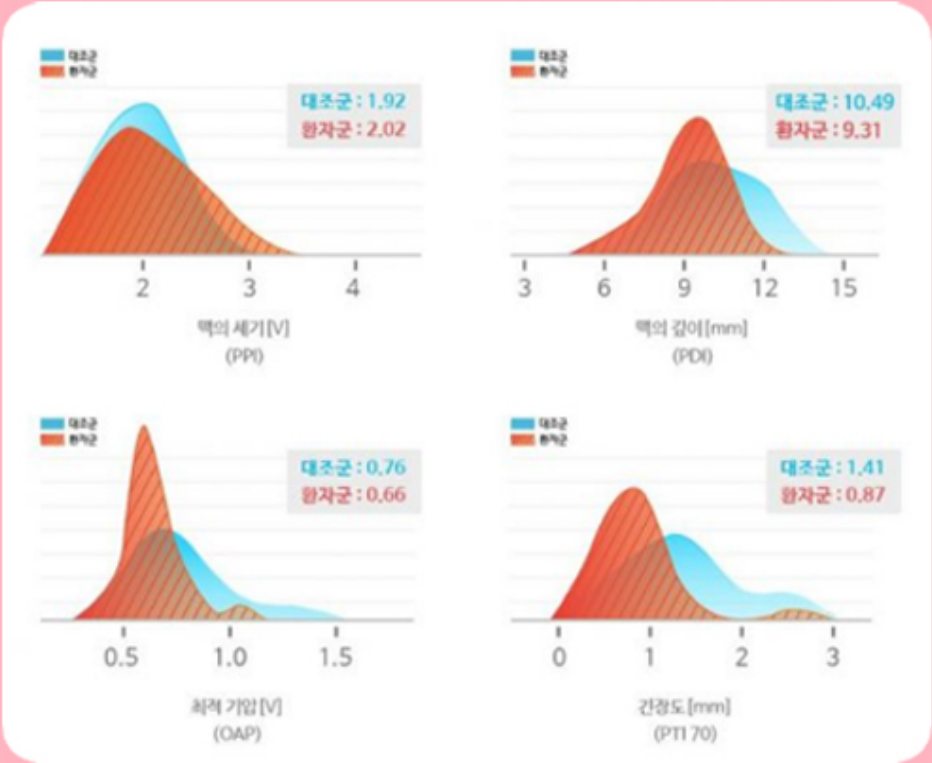 대조군
환자군
대조군 : 1.92
환자군 : 2.02
2 3 4
맥의 세기 [V]
(PPI)
대조군
환자군
대조군 : 10.49
환자군 : 9.31
3 6 9 12 15
맥의 깊이 [mm]
(PDI)
대조군
환자군
대조군 : 0.76
환자군 : 0.66
0.5 1.0 1.5
최적 가압 [V]
(OAP)
대조군
환자군
대조군 : 1.41
환자군 : 0.87
0 1 2 3
긴장도 [mm]
(PTI 70)